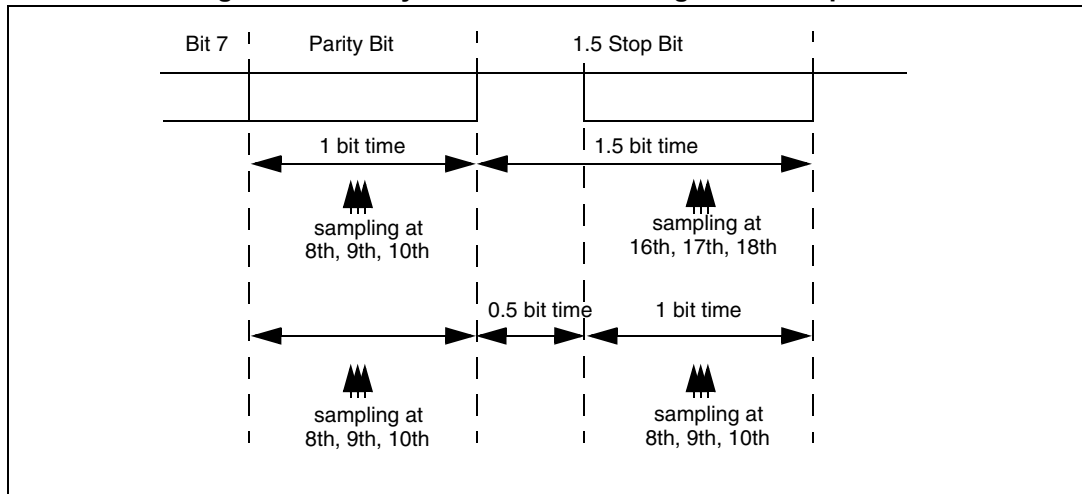 Bit 7 Parity Bit 1.5 Stop Bit
1 bit time 1.5 bit time
sampling at
8th, 9th, 10th
sampling at
16th, 17th, 18th
0.5 bit time 1 bit time
sampling at
8th, 9th, 10th
sampling at
8th, 9th, 10th